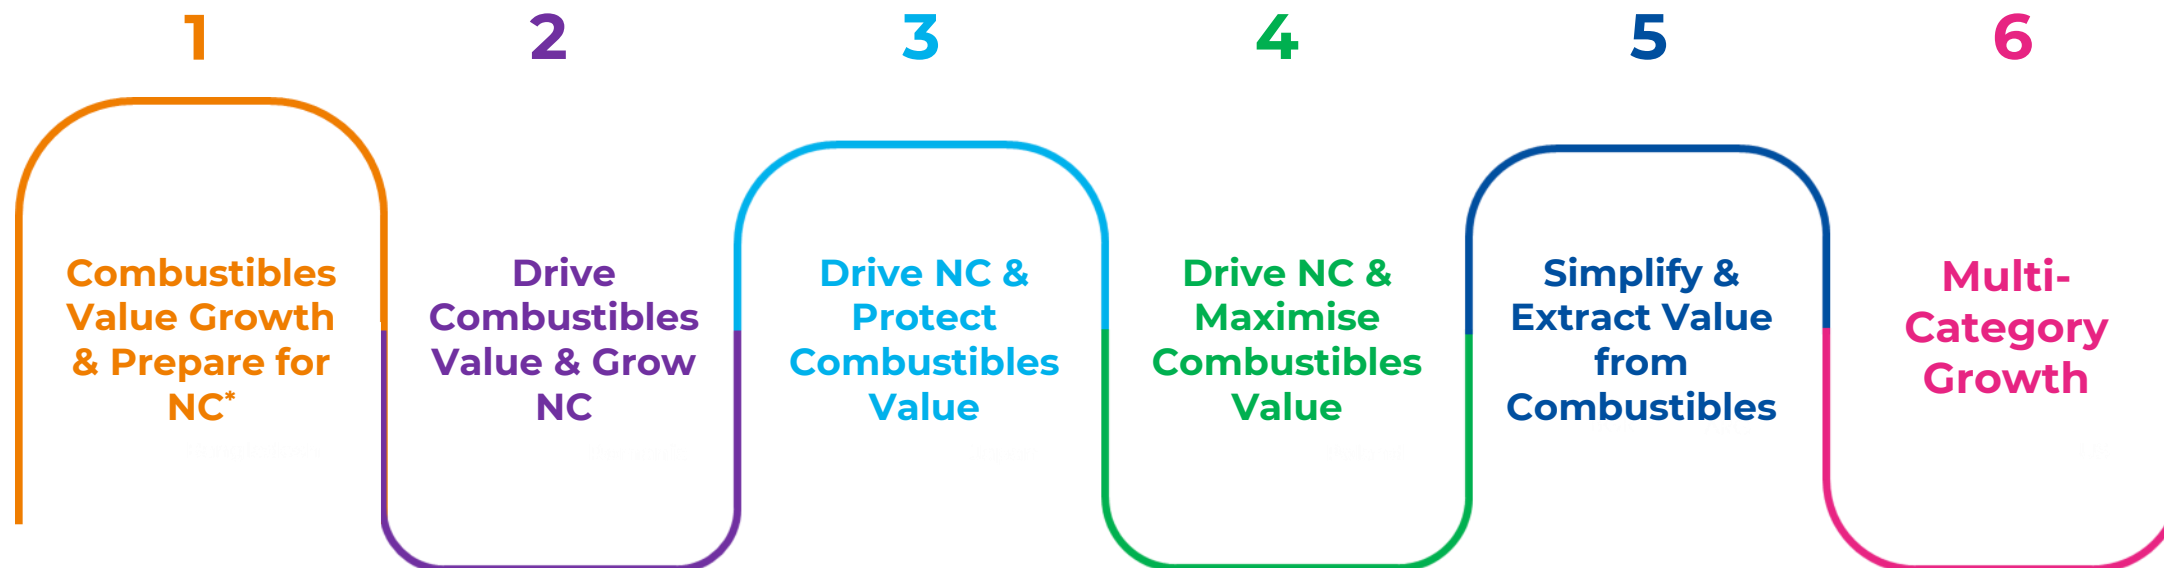 1
2
3
4
5
6
Combustibles
Value Growth
& Prepare for
NC*
Drive
Combustibles
Value & Grow
NC
Drive NC &
Protect
Combustibles
Value
Drive NC &
Maximise
Combustibles
Value
Simplify &
Extract Value
from
Combustibles
Multi-
Category
Growth